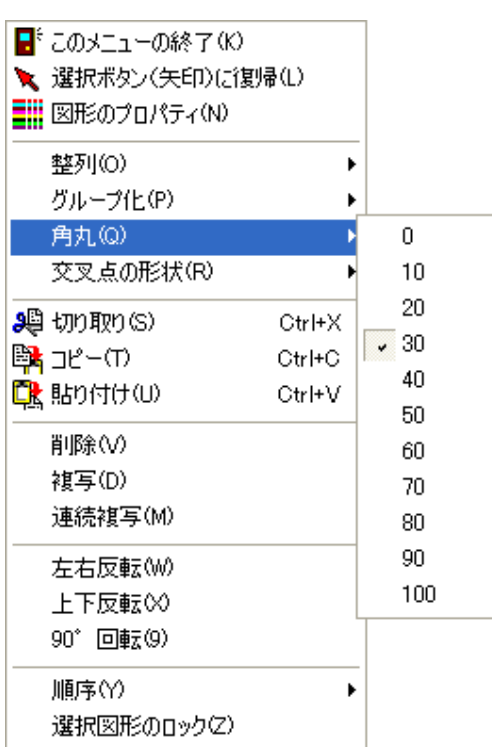 このメニューの終了(K)
選択ボタン(矢印)に復帰(L)
図形のプロパティ(N)
整列(O)
グループ化(P)
角丸(Q)
交叉点の形状(R)
切り取り(S) Ctrl+X
コピー(T) Ctrl+C
貼り付け(U) Ctrl+V
削除(V)
複写(D)
連続複写(M)
左右反転(W)
上下反転(X)
90° 回転(9)
順序(Y)
選択図形のロック(Z)
0
10
20
30
40
50
60
70
80
90
100